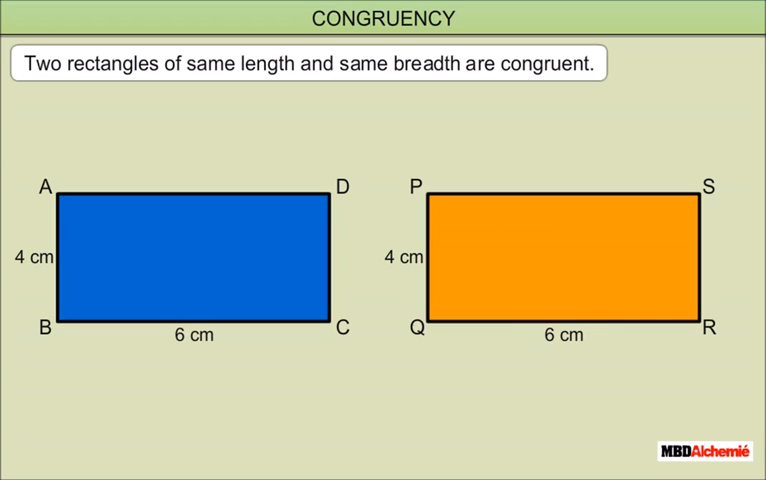 CONGRUENCY
Two rectangles of same length and same breadth are congruent.
A
D
P
S
4 cm
4 cm
B
C
Q
R
6 cm
6 cm
MBDAlchemié